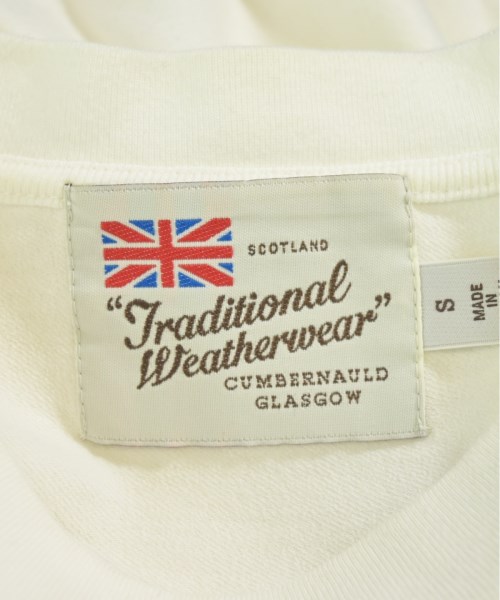 SCOTLAND
"Traditional
Weatherwear"
CUMBERNAULD
GLASGOW
S
MADE
IN